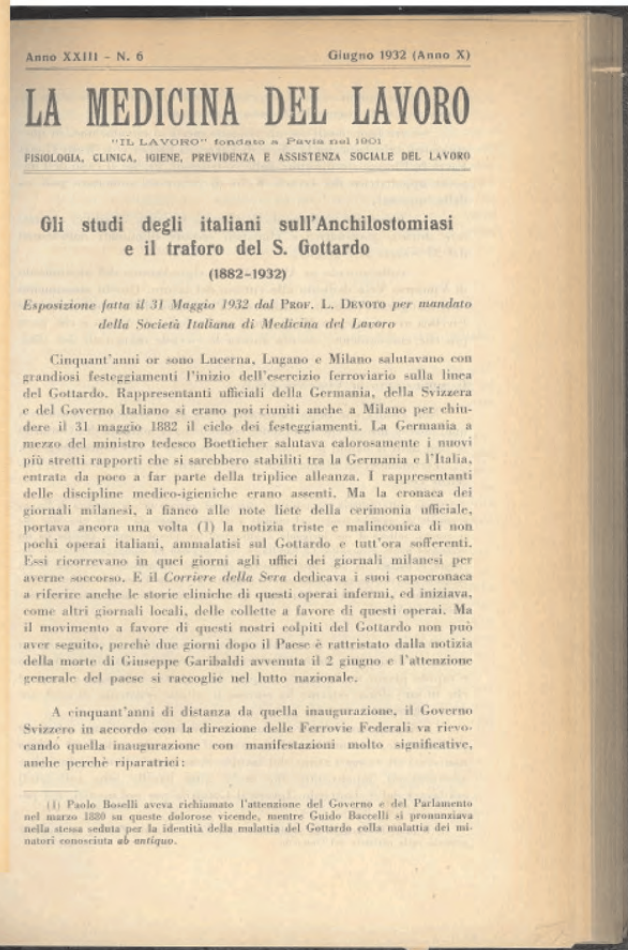 Anno XXIII - N. 6
Giugno 1932 (Anno X)
LA MEDICINA DEL LAVORO
"IL LAVORO" fondato a Pavia nel 1901
FISIOLOGIA, CLINICA, IGIENE, PREVIDENZA E ASSISTENZA SOCIALE DEL LAVORO
Gli studi degli italiani sull'Anchilostomiasi
e il traforo del S. Gottardo
(1882-1932)
Esposizione fatta il 31 Maggio 1932 dal PROF. L. DEVOTO per mandato
della Società Italiana di Medicina del Lavoro
Cinquant'anni or sono Lucerna, Lugano e Milano salutavano con
grandiosi festeggiamenti l'inizio dell'esercizio ferroviario sulla linea
del Gottardo. Rappresentanti ufficiali della Germania, della Svizzera
e del Governo Italiano si erano poi riuniti anche a Milano per chiu-
dere il 31 maggio 1882 il ciclo dei festeggiamenti. La Germania a
mezzo del ministro tedesco Boetticher salutava calorosamente i nuovi
più stretti rapporti che si sarebbero stabiliti tra la Germania e l'Italia,
entrata da poco a far parte della triplice alleanza. I rappresentanti
delle discipline medico-igieniche erano assenti. Ma la cronaca dei
giornali milanesi, a fianco alle note liete della cerimonia ufficiale,
portava ancora una volta (1) la notizia triste e malinconica di non
pochi operai italiani, ammalatisi sul Gottardo e tutt'ora sofferenti.
Essi ricorrevano in quei giorni agli uffici dei giornali milanesi per
averne soccorso. E il Corriere della Sera dedicava i suoi capocronaca
a riferire anche le storie cliniche di questi operai infermi, ed iniziava,
come altri giornali locali, delle collette a favore di questi operai. Ma
il movimento a favore di questi nostri colpiti del Gottardo non può
aver seguito, perchè due giorni dopo il Paese è rattristato dalla notizia
della morte di Giuseppe Garibaldi avvenuta il 2 giugno e l'attenzione
generale del paese si raccoglie nel lutto nazionale.
A cinquant'anni di distanza da quella inaugurazione, il Governo
Svizzero in accordo con la direzione delle Ferrovie Federali va rievo-
cando quella inaugurazione con manifestazioni molto significative,
anche perchè riparatrici:
(1) Paolo Boselli aveva richiamato l'attenzione del Governo e del Parlamento
nel marzo 1880 su queste dolorose vicende, mentre Guido Baccelli si pronunziava
nella stessa seduta per la identità della malattia del Gottardo colla malattia dei mi-
natori conosciuta ab antiquo.